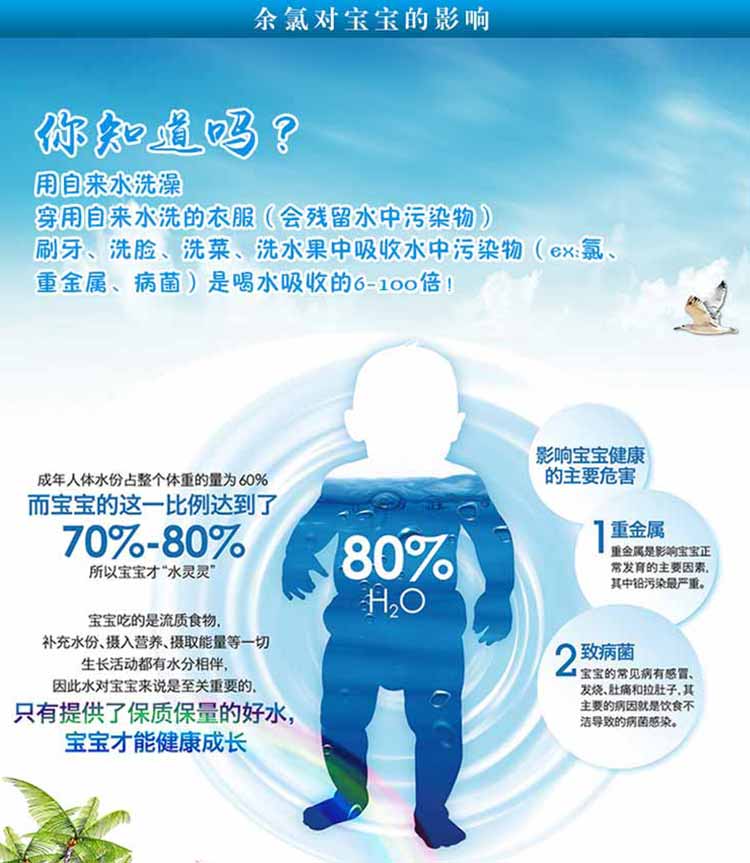 余氯对宝宝的影响
你知道吗？
用自来水洗澡
穿用自来水洗的衣服（会残留水中污染物）
刷牙、洗脸、洗菜、洗水果中吸收水中污染物（ex:氯、
重金属、病菌）是喝水吸收的6-100倍！
成年人体水份占整个体重的量为60%
而宝宝的这一比例达到了
70%-80%
所以宝宝才“水灵灵”
宝宝吃的是流质食物，
补充水份、摄入营养、摄取能量等一切
生长活动都有水分相伴，
因此水对宝宝来说是至关重要的，
只有提供了保质保量的好水，
宝宝才能健康成长
80%
H₂O
影响宝宝健康
的主要危害
1 重金属
重金属是影响宝宝正
常发育的主要因素，
其中铅污染最严重。
2 致病菌
宝宝的常见病有感冒、
发烧、肚痛和拉肚子，其
主要的病因就是饮食不
洁导致的病菌感染。